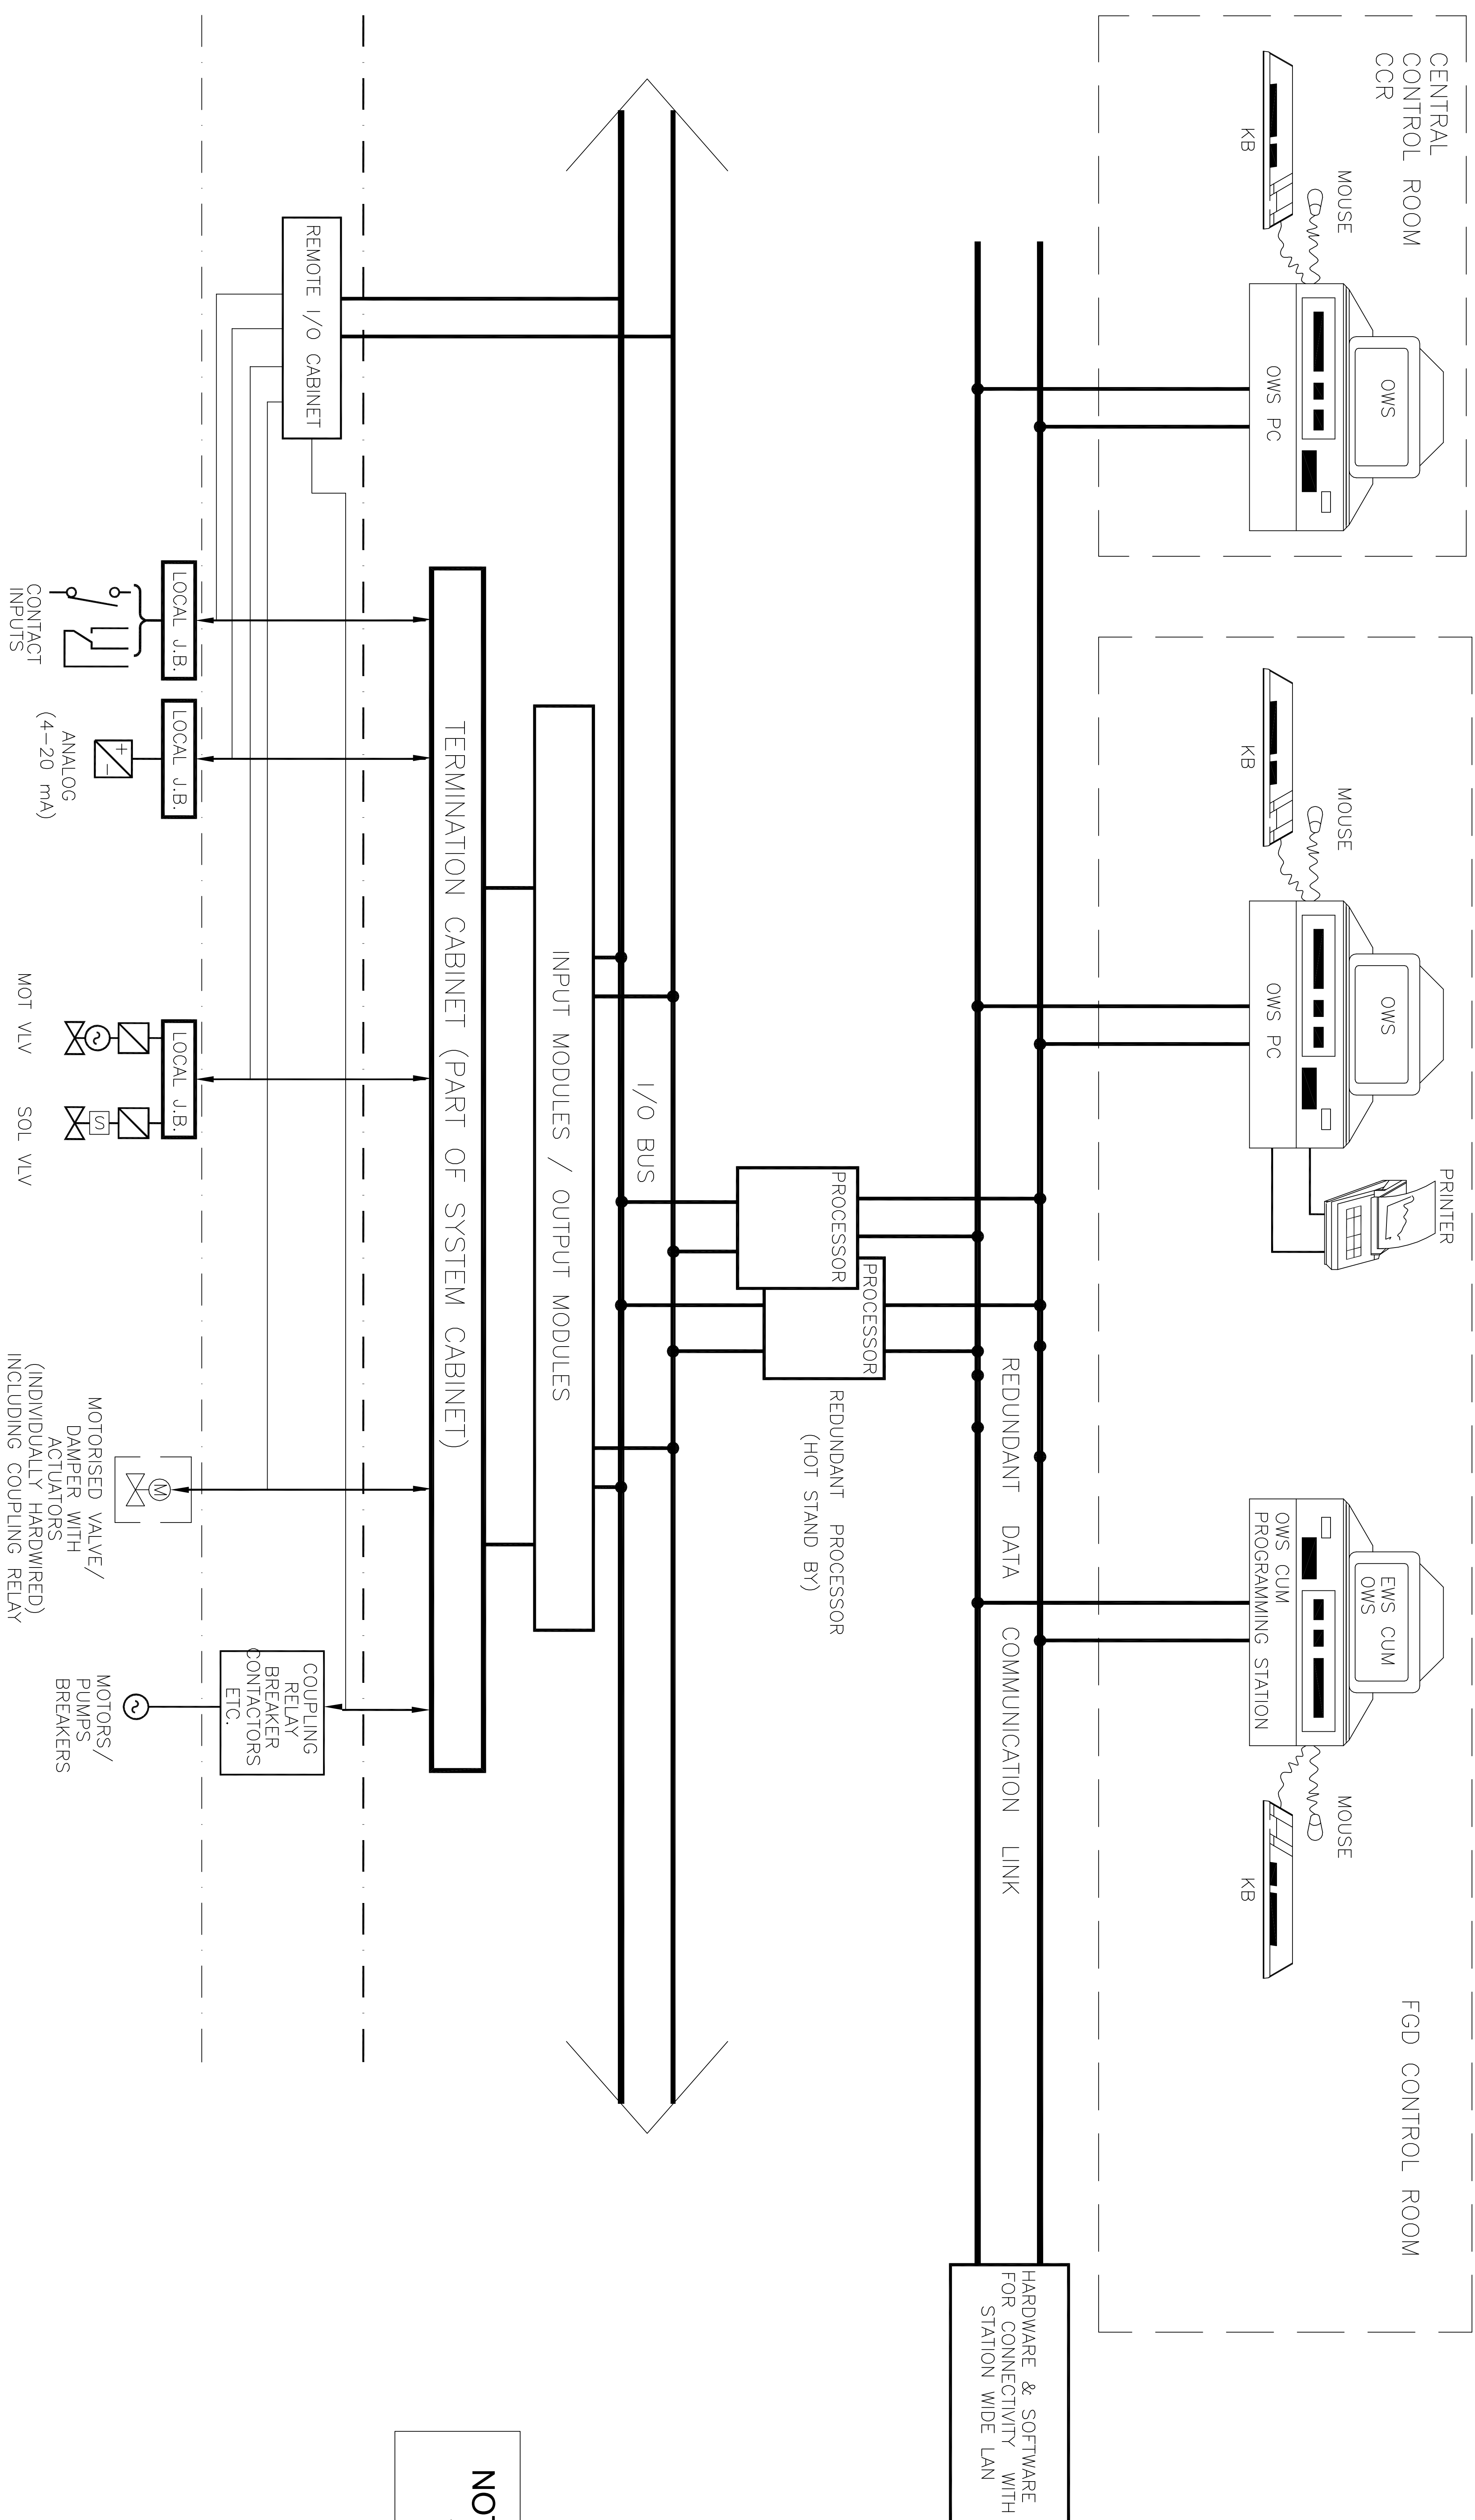 CENTRAL
CONTROL ROOM
CCR
MOUSE
KB
OWS
OWS PC
MOUSE
KB
OWS
OWS PC
PRINTER
EWS CUM
OWS
OWS CUM
PROGRAMMING STATION
MOUSE
KB
FGD CONTROL ROOM
REDUNDANT DATA COMMUNICATION LINK
HARDWARE & SOFTWARE
FOR CONNECTIVITY WITH
STATION WIDE LAN
PROCESSOR
PROCESSOR
REDUNDANT PROCESSOR
(HOT STAND BY)
I/O BUS
INPUT MODULES / OUTPUT MODULES
TERMINATION CABINET (PART OF SYSTEM CABINET)
REMOTE I/O CABINET
LOCAL J.B.
LOCAL J.B.
LOCAL J.B.
CONTACT
INPUTS
+
−
ANALOG
(4−20 mA)
S
MOT VLV
SOL VLV
M
MOTORISED VALVE/
DAMPER WITH
ACTUATORS
(INDIVIDUALLY HARDWIRED)
INCLUDING COUPLING RELAY
COUPLING
RELAY
BREAKER
CONTACTORS
ETC.
MOTORS/
PUMPS
BREAKERS